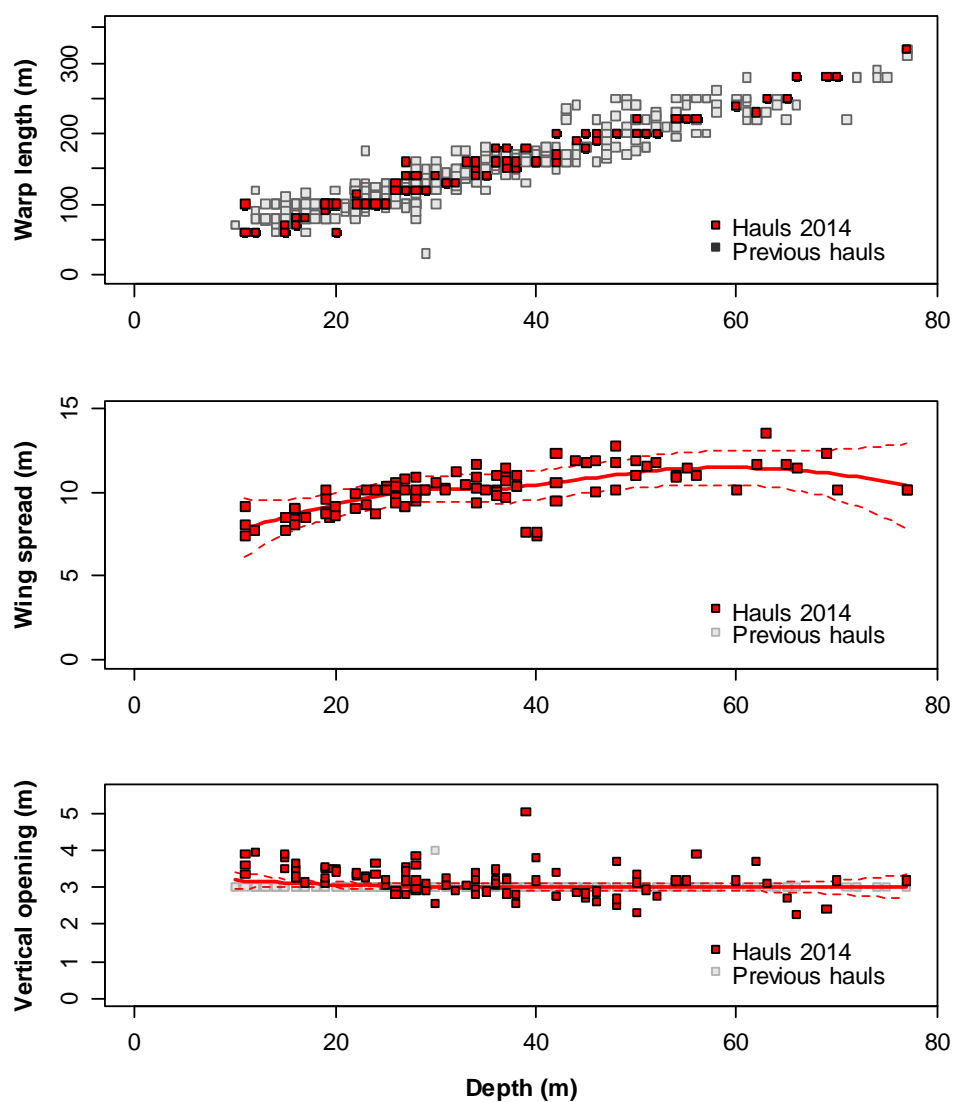 Warp length (m)
300
200
100
0
Hauls 2014
Previous hauls
0 20 40 60 80
Wing spread (m)
15
10
5
0
Hauls 2014
Previous hauls
0 20 40 60 80
Vertical opening (m)
5
4
3
2
1
0
Hauls 2014
Previous hauls
0 20 40 60 80
Depth (m)